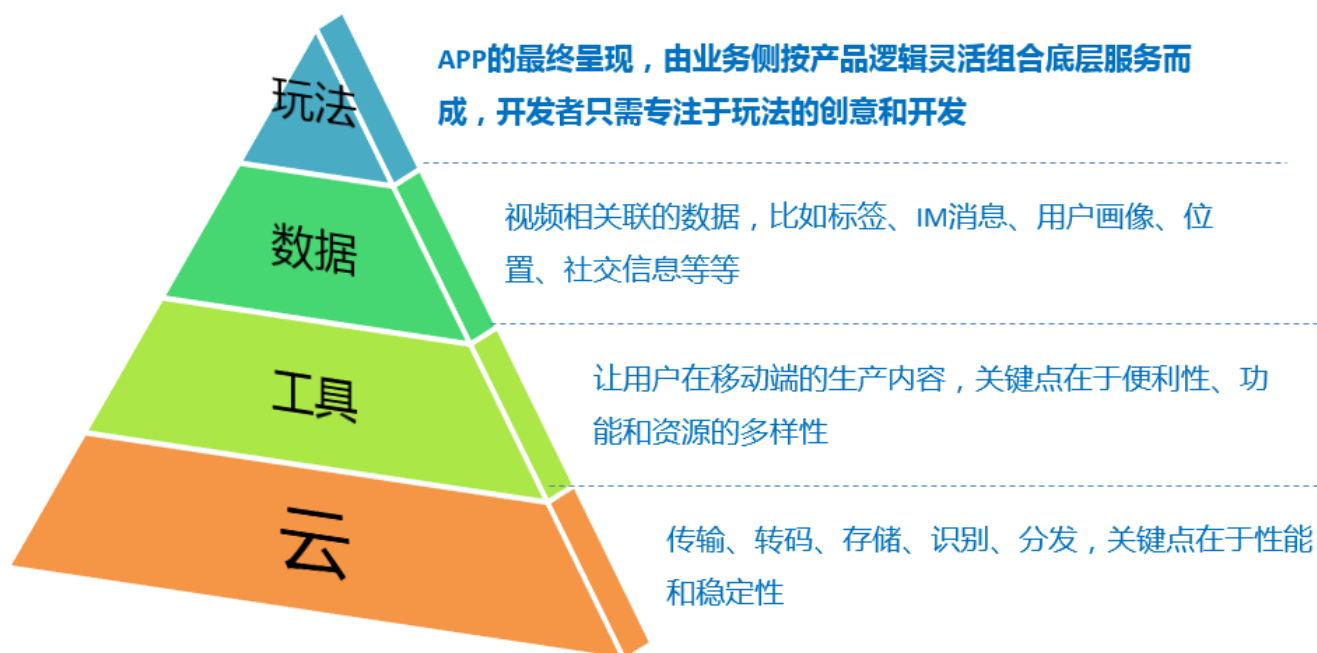 玩法
APP的最终呈现，由业务侧按产品逻辑灵活组合底层服务而
成，开发者只需专注于玩法的创意和开发
数据
视频相关联的数据，比如标签、IM消息、用户画像、位
置、社交信息等等
工具
让用户在移动端的生产内容，关键点在于便利性、功
能和资源的多样性
云
传输、转码、存储、识别、分发，关键点在于性能
和稳定性